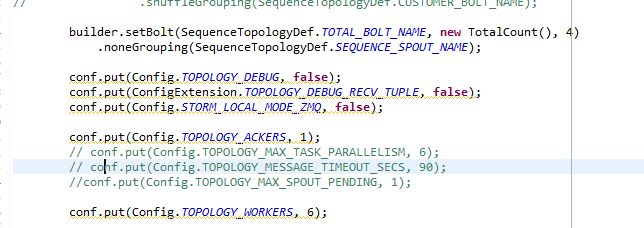 // .shuffleGrouping(SequenceTopologyDef.CUSTOMER_BOLT_NAME);
builder.setBolt(SequenceTopologyDef.TOTAL_BOLT_NAME, new TotalCount(), 4)
.noneGrouping(SequenceTopologyDef.SEQUENCE_SPOUT_NAME);
conf.put(Config.TOPOLOGY_DEBUG, false);
conf.put(ConfigExtension.TOPOLOGY_DEBUG_RECV_TUPLE, false);
conf.put(Config.STORM_LOCAL_MODE_ZMQ, false);
conf.put(Config.TOPOLOGY_ACKERS, 1);
// conf.put(Config.TOPOLOGY_MAX_TASK_PARALLELISM, 6);
// conf.put(Config.TOPOLOGY_MESSAGE_TIMEOUT_SECS, 90);
//conf.put(Config.TOPOLOGY_MAX_SPOUT_PENDING, 1);
conf.put(Config.TOPOLOGY_WORKERS, 6);